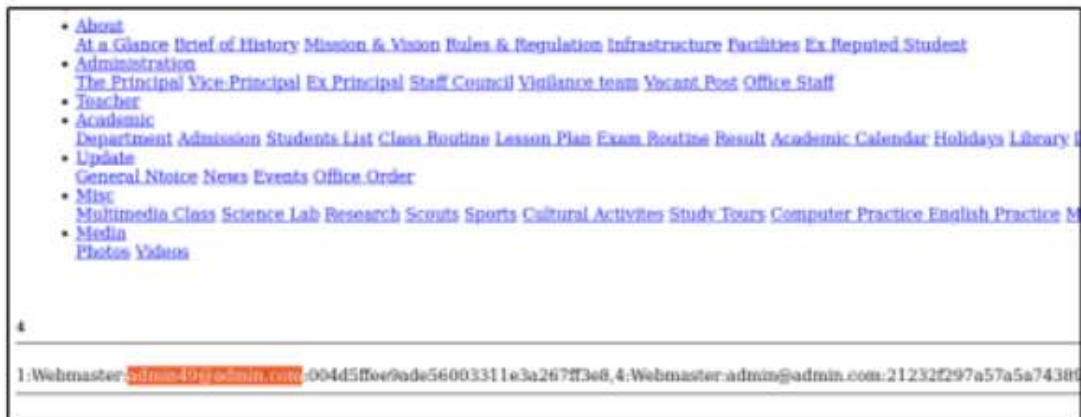 About
At a Glance Brief of History Mission & Vision Rules & Regulation Infrastructure Facilities Ex Reputed Student
Administration
The Principal Vice-Principal Ex Principal Staff Council Vigilance team Vacant Post Office Staff
Teacher
Academic
Department Admission Students List Class Routine Lesson Plan Exam Routine Result Academic Calendar Holidays Library
Update
General Ntoice News Events Office Order
Misc
Multimedia Class Science Lab Research Scouts Sports Cultural Activites Study Tours Computer Practice English Practice M
Media
Photos Videos
4
1:Webmaster:admin49@admin.com:004d5ffee9ade56003311e3a267ff3e8,4:Webmaster:admin@admin.com:21232f297a57a5a74389